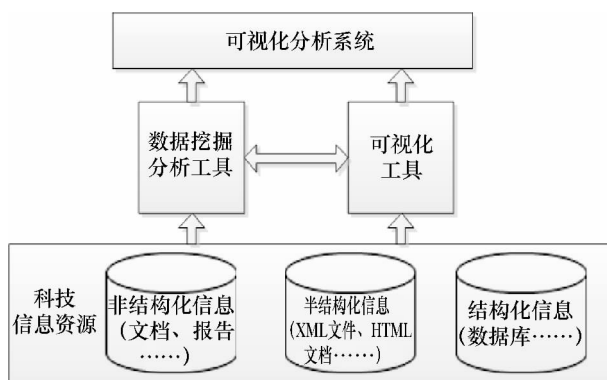 可视化分析系统
数据挖掘
分析工具
可视化
工具
科技
信息资源
非结构化信息
(文档、报告
……)
半结构化信息
(XML文件、HTML
文档……)
结构化信息
(数据库……)